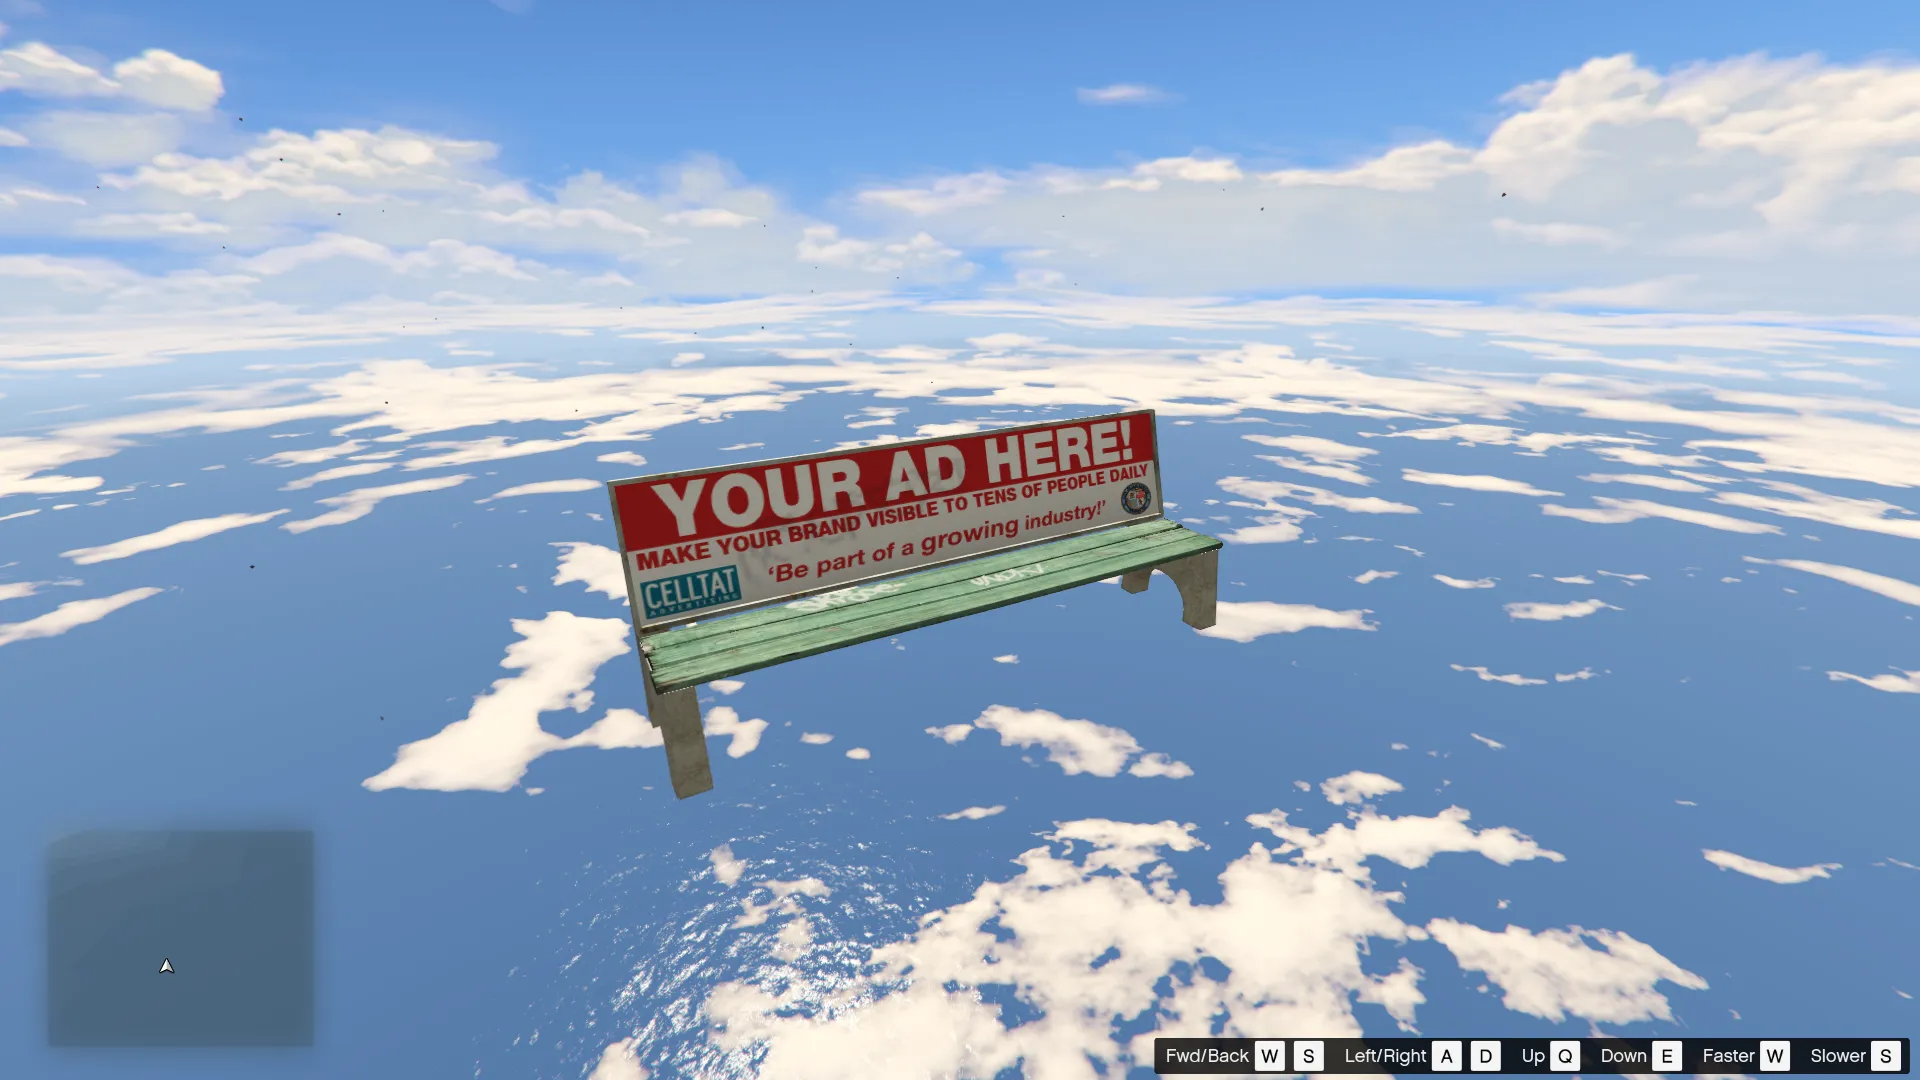 YOUR AD HERE!
MAKE YOUR BRAND VISIBLE TO TENS OF PEOPLE DAILY
'Be part of a growing industry!'
CELLTAT
ADVERTISING
Fwd/Back W S Left/Right A D Up Q Down E Faster W Slower S